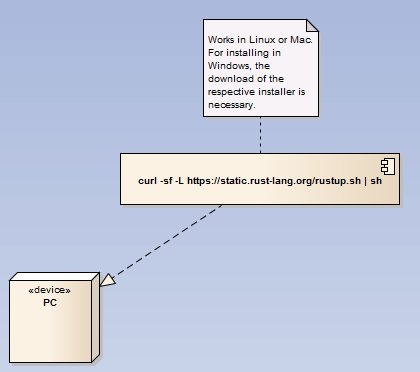 Works in Linux or Mac.
For installing in
Windows, the
download of the
respective installer is
necessary.
curl -sf -L https://static.rust-lang.org/rustup.sh | sh
«device»
PC